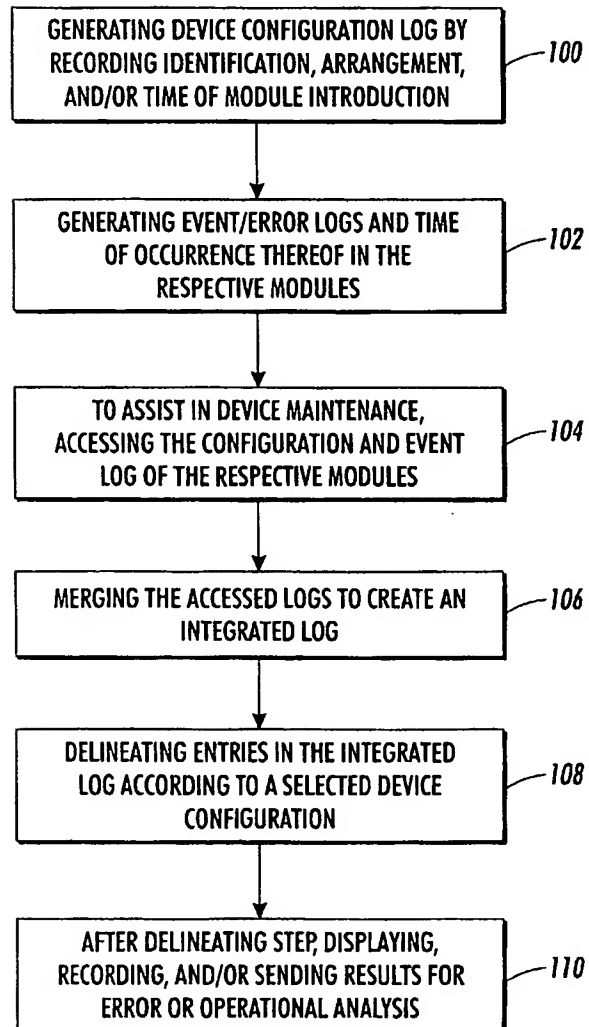 GENERATING DEVICE CONFIGURATION LOG BY
RECORDING IDENTIFICATION, ARRANGEMENT,
AND/OR TIME OF MODULE INTRODUCTION
100
GENERATING EVENT/ERROR LOGS AND TIME
OF OCCURRENCE THEREOF IN THE
RESPECTIVE MODULES
102
TO ASSIST IN DEVICE MAINTENANCE,
ACCESSING THE CONFIGURATION AND EVENT
LOG OF THE RESPECTIVE MODULES
104
MERGING THE ACCESSED LOGS TO CREATE AN
INTEGRATED LOG
106
DELINEATING ENTRIES IN THE INTEGRATED
LOG ACCORDING TO A SELECTED DEVICE
CONFIGURATION
108
AFTER DELINEATING STEP, DISPLAYING,
RECORDING, AND/OR SENDING RESULTS FOR
ERROR OR OPERATIONAL ANALYSIS
110